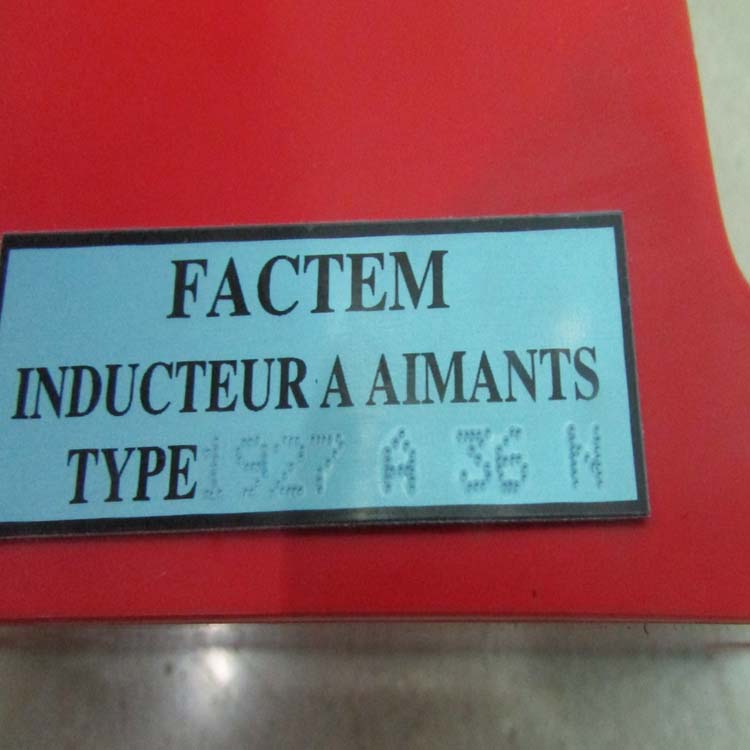 FACTEM
INDUCTEUR A AIMANTS
TYPE 1927 A 36 N